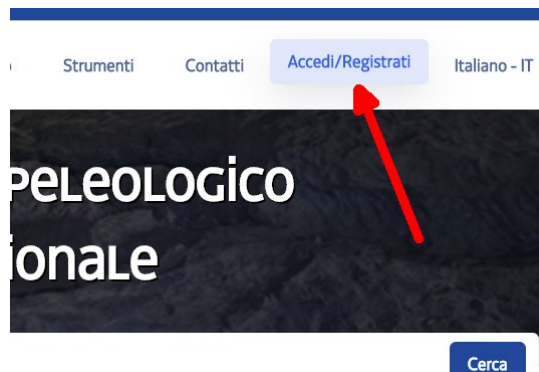 Strumenti Contatti Accedi/Registrati Italiano - IT
PELEOLOGICO
IONALE
Cerca